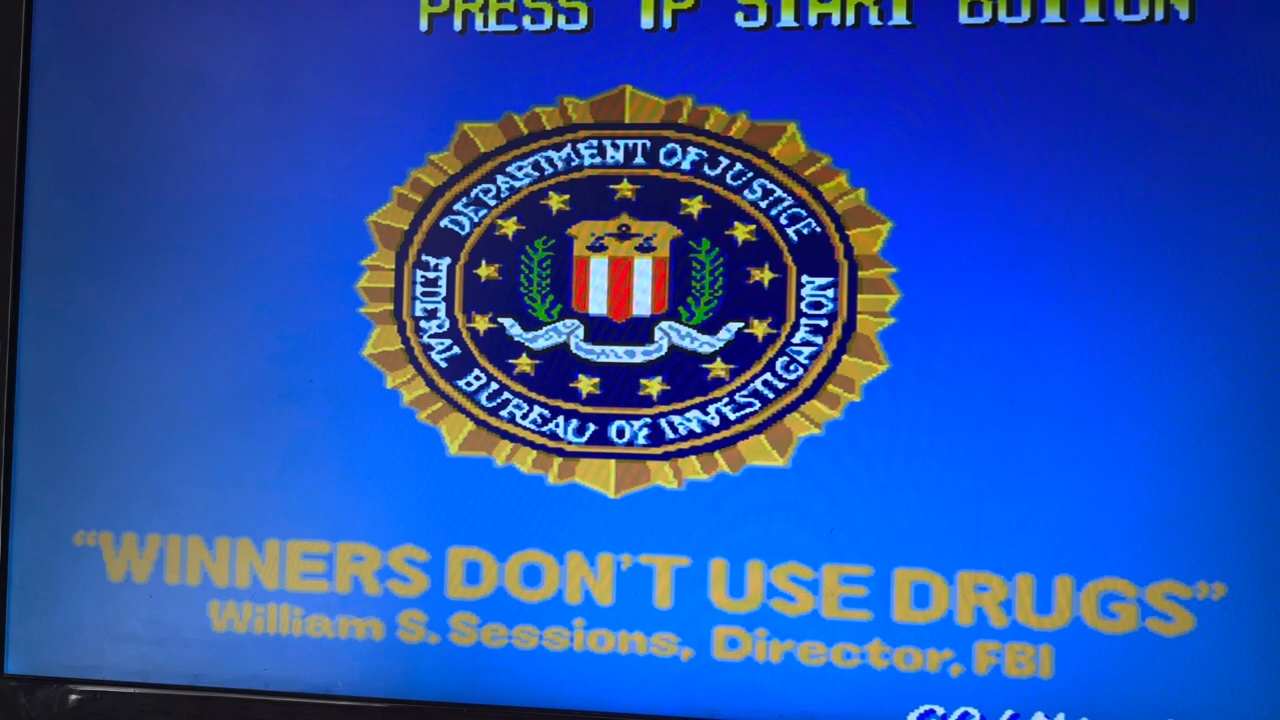 PRESS 1P START BUTTON
DEPARTMENT OF JUSTICE
FEDERAL BUREAU OF INVESTIGATION
“WINNERS DON'T USE DRUGS”
William S. Sessions, Director, FBI